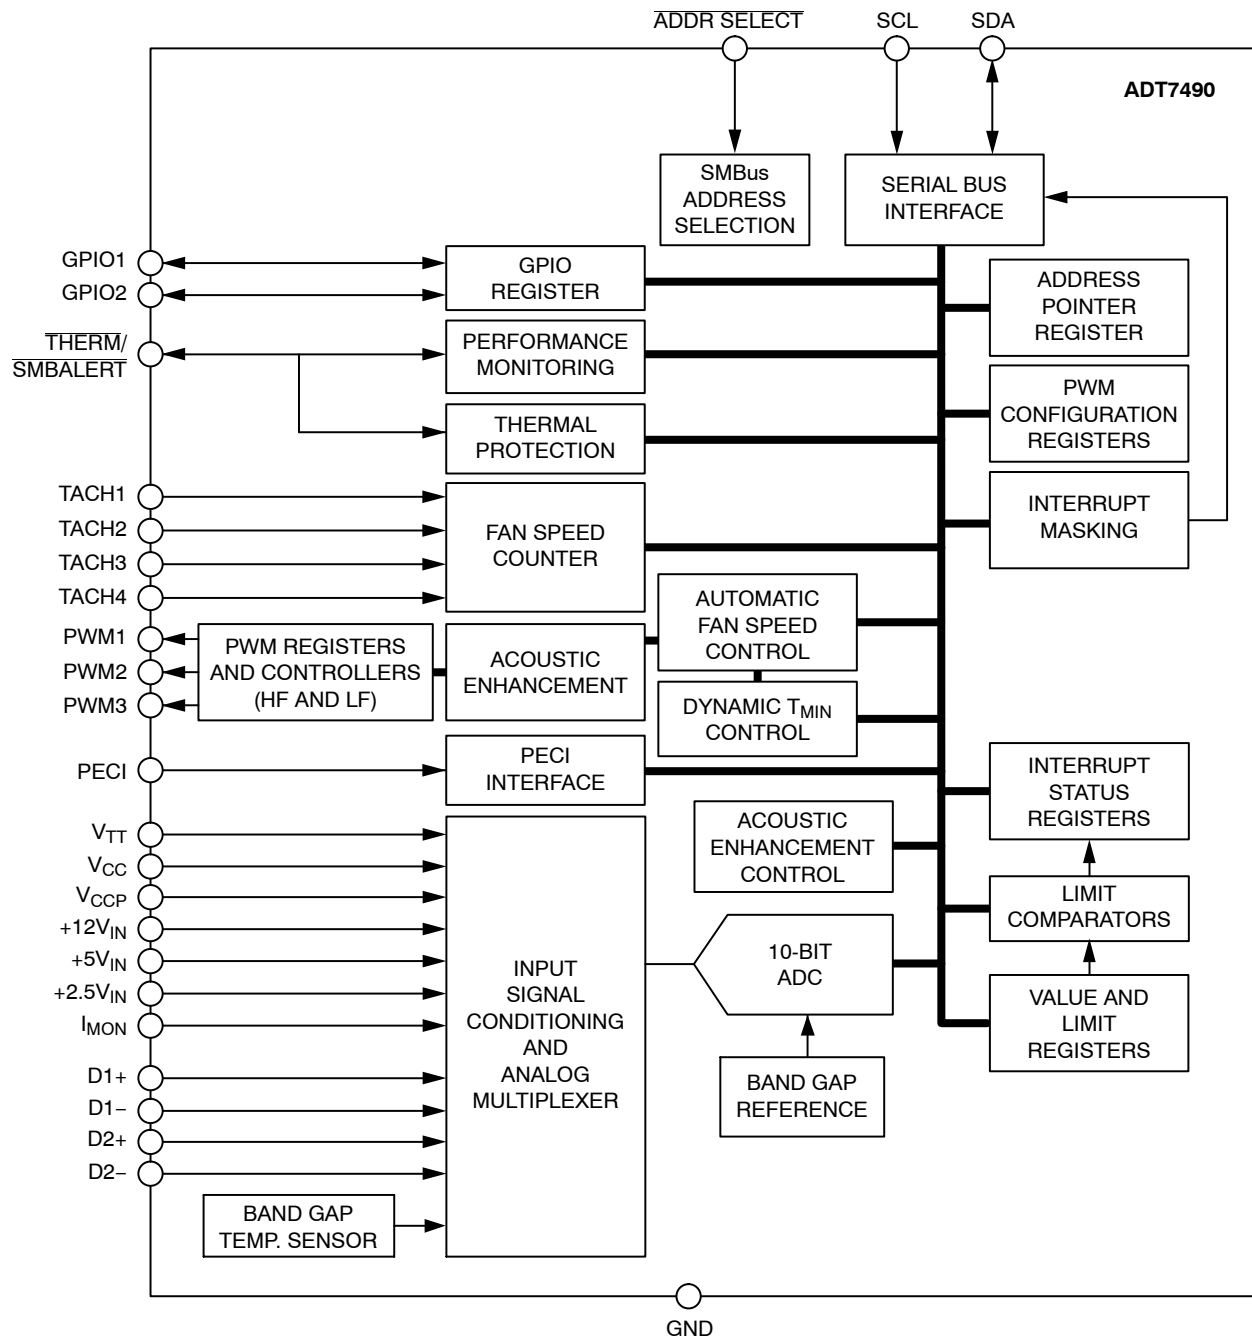 ADDR SELECT
SCL
SDA
ADT7490
SMBus
ADDRESS
SELECTION
SERIAL BUS
INTERFACE
GPIO1
GPIO2
GPIO
REGISTER
ADDRESS
POINTER
REGISTER
THERM/
SMBALERT
PERFORMANCE
MONITORING
PWM
CONFIGURATION
REGISTERS
THERMAL
PROTECTION
TACH1
TACH2
TACH3
TACH4
FAN SPEED
COUNTER
INTERRUPT
MASKING
AUTOMATIC
FAN SPEED
CONTROL
PWM1
PWM2
PWM3
PWM REGISTERS
AND CONTROLLERS
(HF AND LF)
ACOUSTIC
ENHANCEMENT
DYNAMIC TMIN
CONTROL
PECI
PECI
INTERFACE
INTERRUPT
STATUS
REGISTERS
ACOUSTIC
ENHANCEMENT
CONTROL
VTT
VCC
VCCP
+12VIN
+5VIN
+2.5VIN
IMON
D1+
D1−
D2+
D2−
INPUT
SIGNAL
CONDITIONING
AND
ANALOG
MULTIPLEXER
10-BIT
ADC
LIMIT
COMPARATORS
VALUE AND
LIMIT
REGISTERS
BAND GAP
REFERENCE
BAND GAP
TEMP. SENSOR
GND